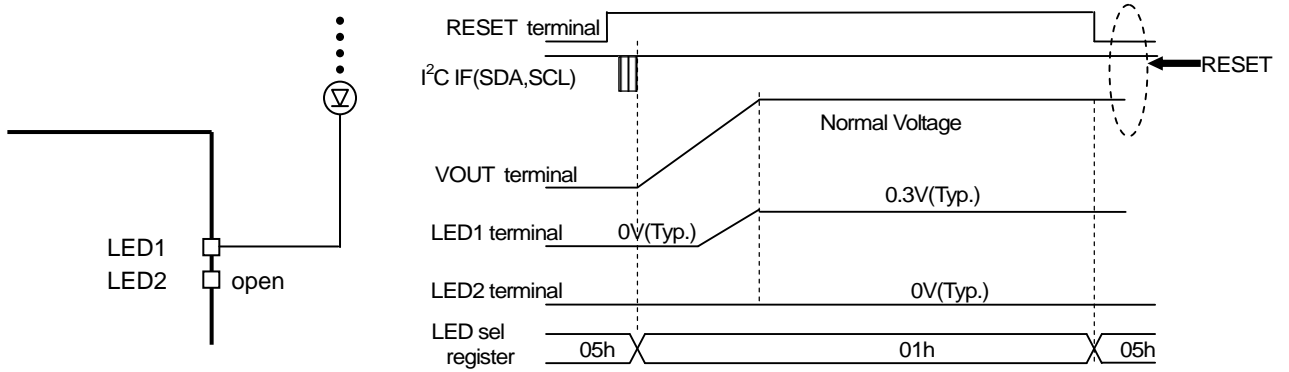 LED1
LED2
open
RESET terminal
I²C IF(SDA,SCL)
RESET
Normal Voltage
VOUT terminal
0.3V(Typ.)
LED1 terminal
0V(Typ.)
LED2 terminal
0V(Typ.)
LED sel
register
05h
01h
05h